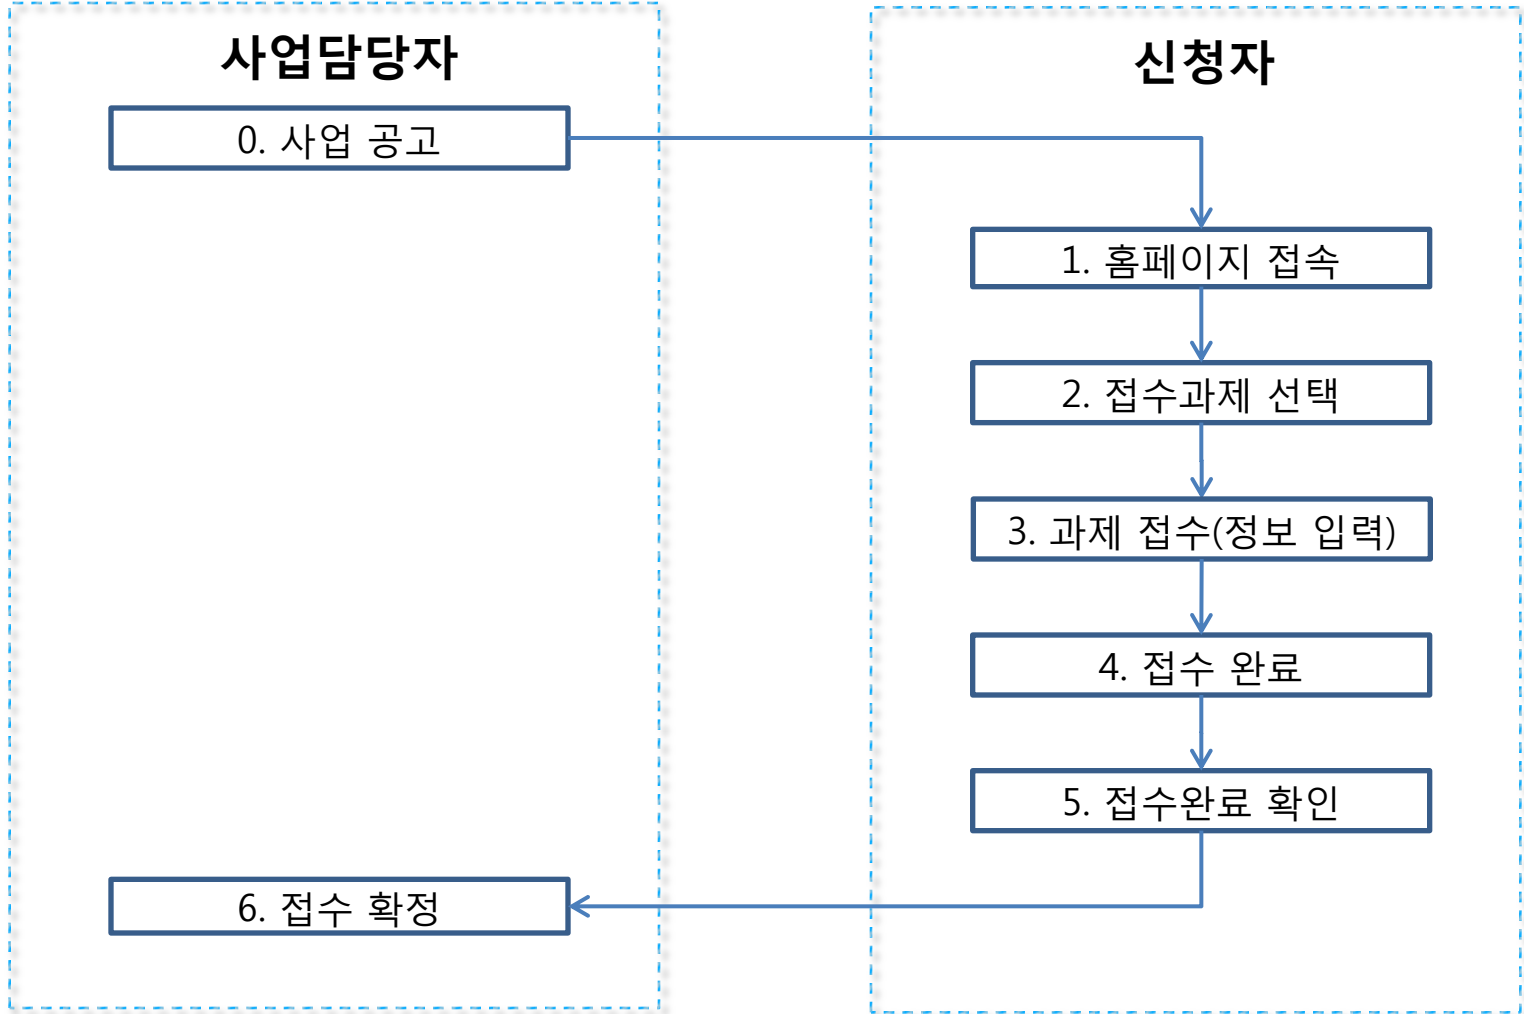 사업담당자
신청자
0. 사업 공고
1. 홈페이지 접속
2. 접수과제 선택
3. 과제 접수(정보 입력)
4. 접수 완료
5. 접수완료 확인
6. 접수 확정